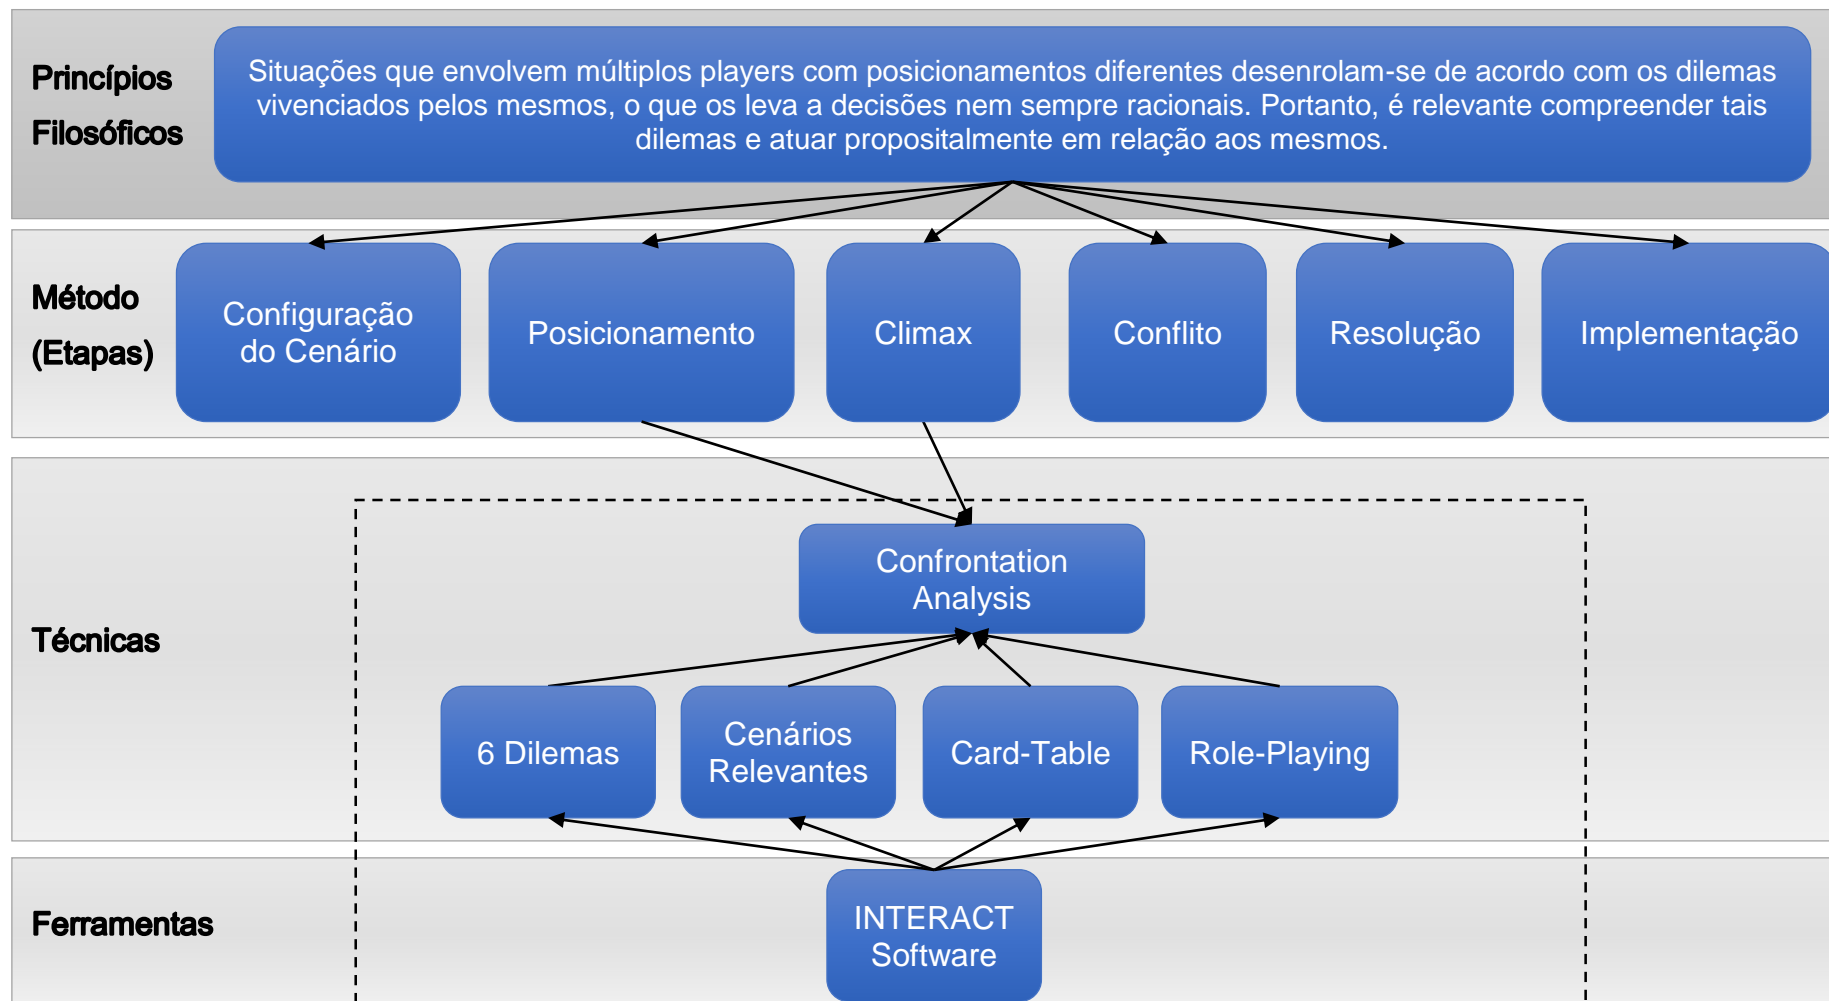 Princípios
Filosóficos
Situações que envolvem múltiplos players com posicionamentos diferentes desenrolam-se de acordo com os dilemas
vivenciados pelos mesmos, o que os leva a decisões nem sempre racionais. Portanto, é relevante compreender tais
dilemas e atuar propositalmente em relação aos mesmos.
Método
(Etapas)
Configuração
do Cenário
Posicionamento
Climax
Conflito
Resolução
Implementação
Técnicas
Confrontation
Analysis
6 Dilemas
Cenários
Relevantes
Card-Table
Role-Playing
Ferramentas
INTERACT
Software